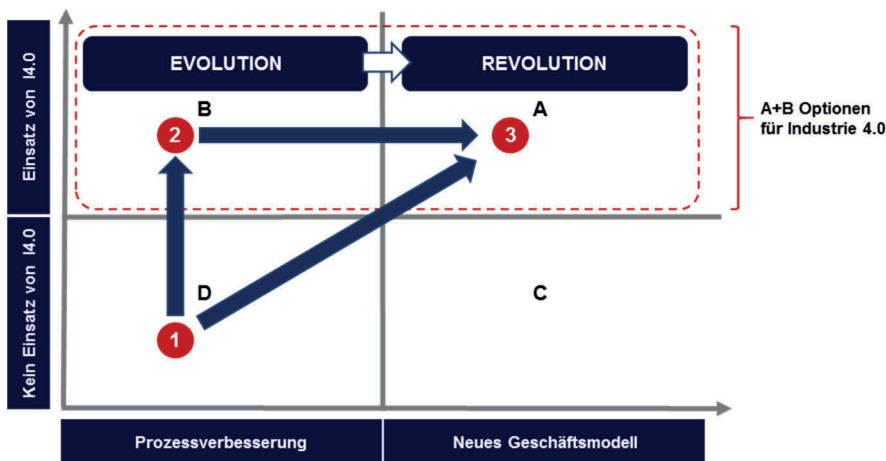 Einsatz von I4.0
EVOLUTION
REVOLUTION
B
A
2
3
A+B Optionen
für Industrie 4.0
Kein Einsatz von I4.0
D
C
1
Prozessverbesserung
Neues Geschäftsmodell